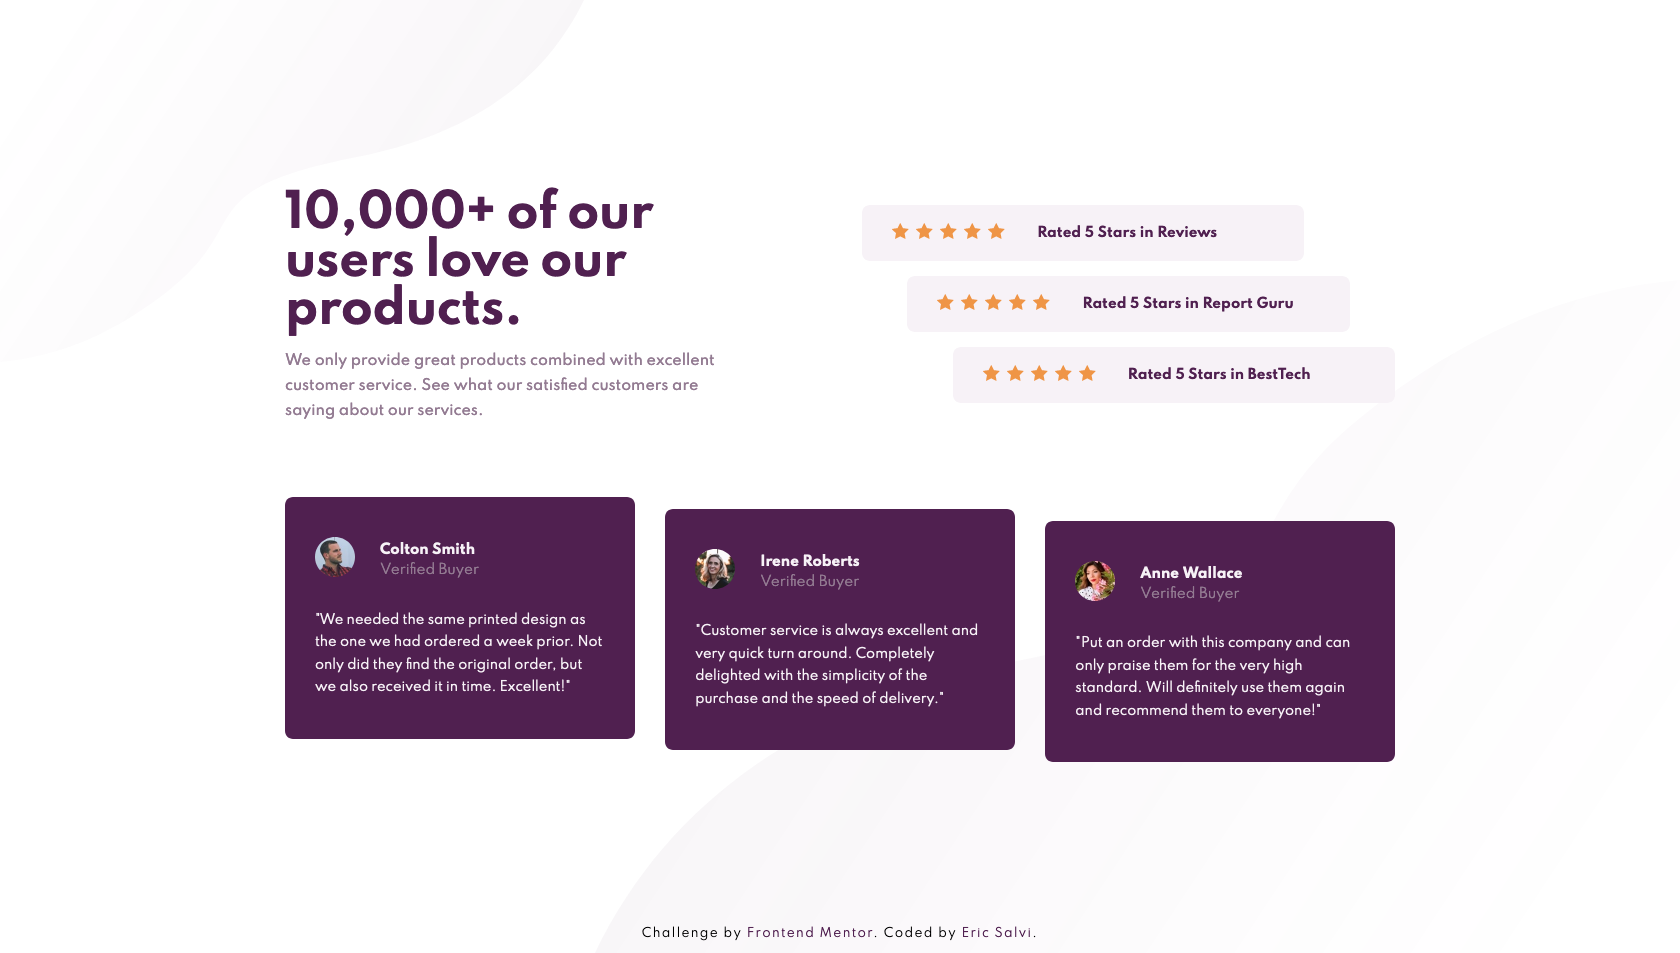 10,000+ of our
users love our
products.
We only provide great products combined with excellent
customer service. See what our satisfied customers are
saying about our services.
Rated 5 Stars in Reviews
Rated 5 Stars in Report Guru
Rated 5 Stars in BestTech
Colton Smith
Verified Buyer
"We needed the same printed design as
the one we had ordered a week prior. Not
only did they find the original order, but
we also received it in time. Excellent!"
Irene Roberts
Verified Buyer
"Customer service is always excellent and
very quick turn around. Completely
delighted with the simplicity of the
purchase and the speed of delivery."
Anne Wallace
Verified Buyer
"Put an order with this company and can
only praise them for the very high
standard. Will definitely use them again
and recommend them to everyone!"
Challenge by Frontend Mentor. Coded by Eric Salvi.